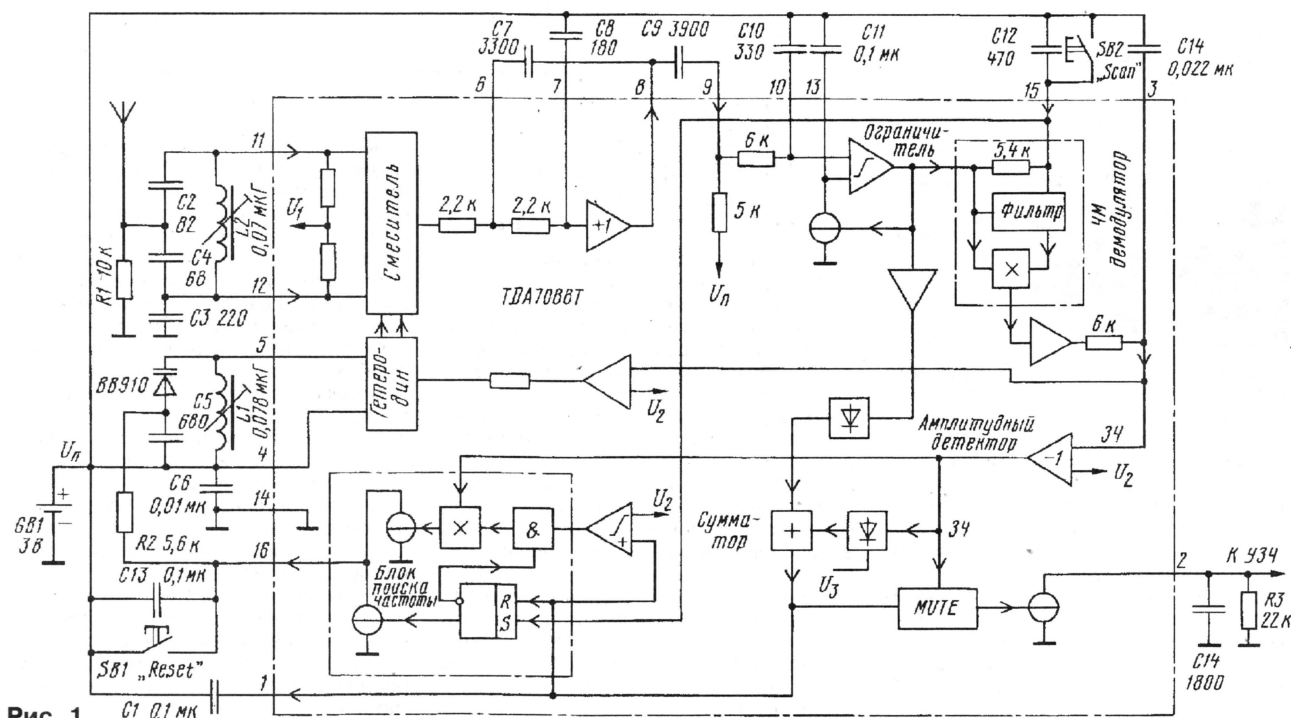 C7
3300
C8
180
C9 3900
C10
330
C11
0,1 мк
C12
470
SB2
„Scan"
C14
0,022 мк
6
7
8
9
10
13
15
3
11
C2
82
L2
0,07 мкГ
C4
68
U1
R1 10 к
12
C3 220
Смеситель
2,2 к
2,2 к
+1
TDA7088T
6 к
5 к
Uп
Ограничи-
тель
5,4 к
Фильтр
×
ЧМ
демодулятор
6 к
5
BB910
C5
680
L1
0,078 мкГ
4
Гетеро-
дин
U2
Амплитудный
детектор
-1
ЗЧ
U2
Uп
GB1
3В
+
−
C6
0,01 мк
14
R2 5,6 к
16
C13
0,1 мк
SB1 „Reset"
1
C1 0,1 мк
×
&
U2
+
Блок
поиска
частоты
R
S
Сумма-
тор
+
U3
ЗЧ
MUTE
2
К УЗЧ
C14
1800
R3
22 к
Рис. 1